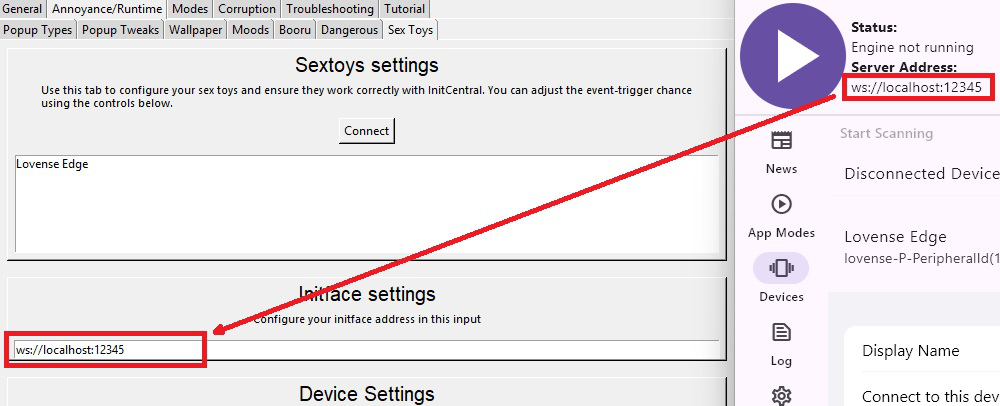 General Annoyance/Runtime Modes Corruption Troubleshooting Tutorial
Popup Types Popup Tweaks Wallpaper Moods Booru Dangerous Sex Toys
Sextoys settings
Use this tab to configure your sex toys and ensure they work correctly with InitCentral. You can adjust the event-trigger chance
using the controls below.
Connect
Lovense Edge
Initface settings
Configure your initface address in this input
ws://localhost:12345
Device Settings
Status:
Engine not running
Server Address:
ws://localhost:12345
Start Scanning
News
Disconnected Device
App Modes
Lovense Edge
lovense-P-PeripheralId(1
Devices
Log
Display Name
Connect to this dev